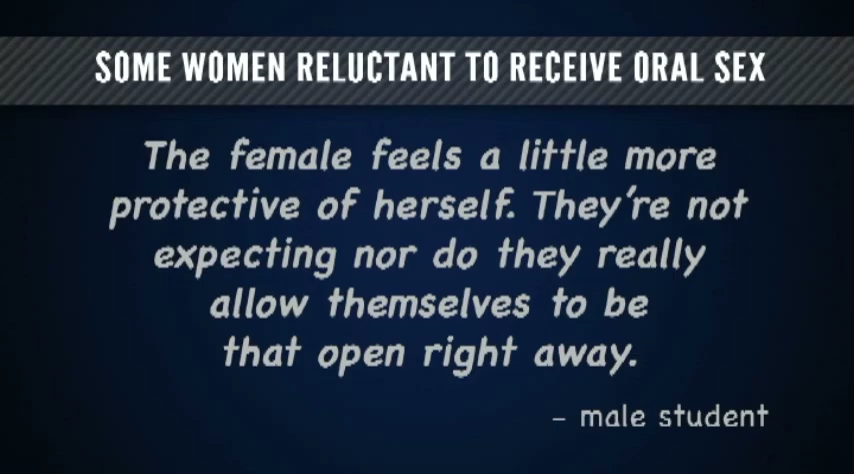 SOME WOMEN RELUCTANT TO RECEIVE ORAL SEX
The female feels a little more
protective of herself. They're not
expecting nor do they really
allow themselves to be
that open right away.
– male student